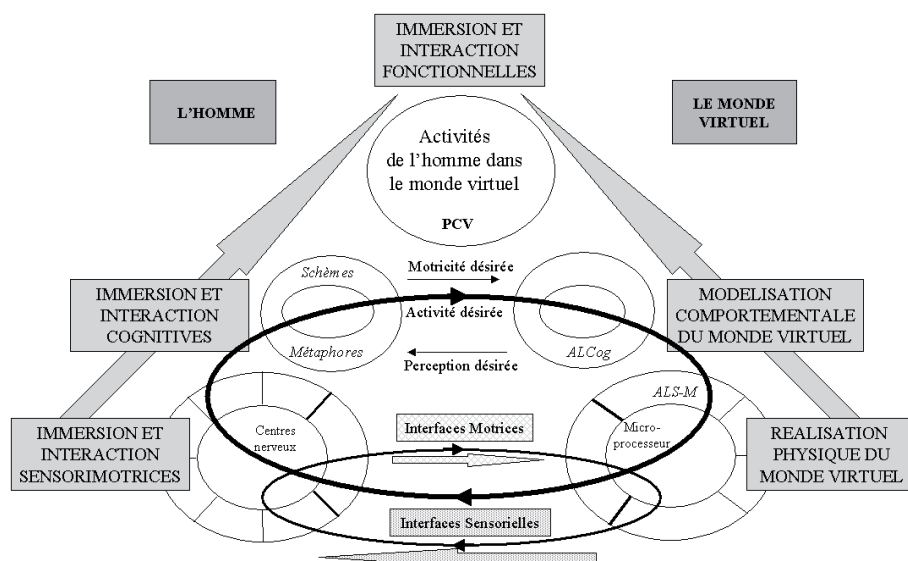 IMMERSION ET
INTERACTION
FONCTIONNELLES
L'HOMME
LE MONDE
VIRTUEL
Activités
de l'homme dans
le monde virtuel
PCV
Schèmes
Motricité désirée
IMMERSION ET
INTERACTION
COGNITIVES
Activité désirée
MODELISATION
COMPORTEMENTALE
DU MONDE VIRTUEL
Métaphores
ALCog
Perception désirée
ALS-M
IMMERSION ET
INTERACTION
SENSORIMOTRICES
Centres
nerveux
Interfaces Motrices
Micro-
processeur
REALISATION
PHYSIQUE DU
MONDE VIRTUEL
Interfaces Sensorielles